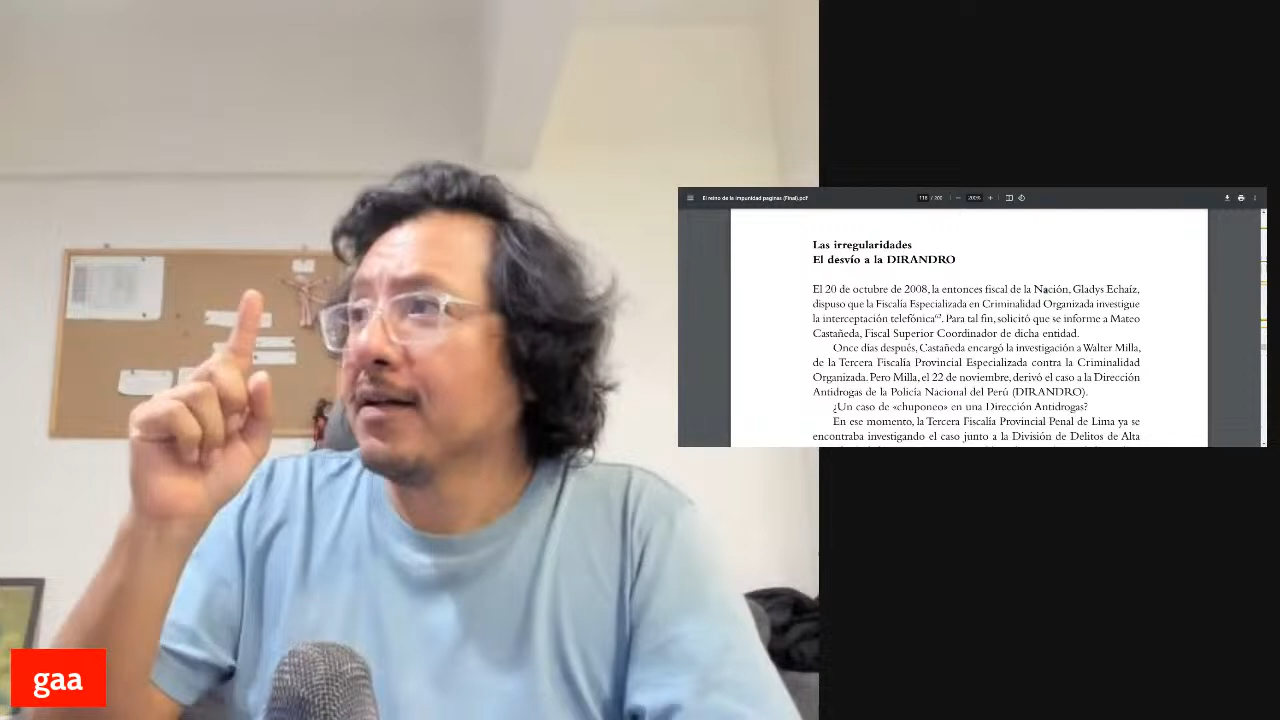 El reino de la impunidad paginas (Final).pdf
116 / 200
200%
Las irregularidades
El desvío a la DIRANDRO
El 20 de octubre de 2008, la entonces fiscal de la Nación, Gladys Echaíz,
dispuso que la Fiscalía Especializada en Criminalidad Organizada investigue
la interceptación telefónica. Para tal fin, solicitó que se informe a Mateo
Castañeda, Fiscal Superior Coordinador de dicha entidad.
Once días después, Castañeda encargó la investigación a Walter Milla,
de la Tercera Fiscalía Provincial Especializada contra la Criminalidad
Organizada. Pero Milla, el 22 de noviembre, derivó el caso a la Dirección
Antidrogas de la Policía Nacional del Perú (DIRANDRO).
¿Un caso de «chuponeo» en una Dirección Antidrogas?
En ese momento, la Tercera Fiscalía Provincial Penal de Lima ya se
encontraba investigando el caso junto a la División de Delitos de Alta
gaa